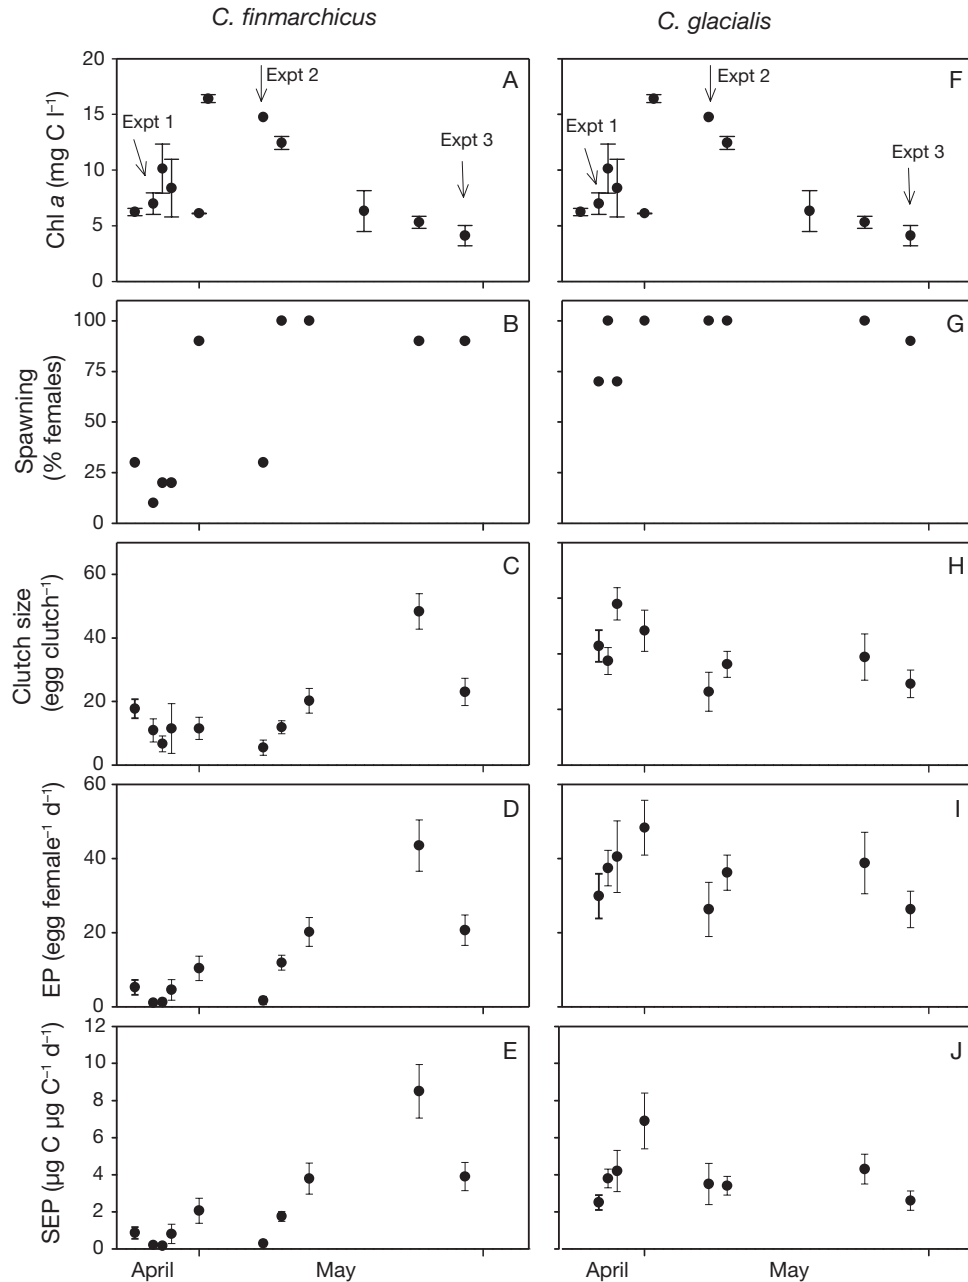 C. finmarchicus
C. glacialis
Chl a (mg C l⁻¹)
20
15
10
5
0
A
Expt 1
Expt 2
Expt 3
F
Expt 1
Expt 2
Expt 3
Spawning
(% females)
100
75
50
25
0
B
G
Clutch size
(egg clutch⁻¹)
60
40
20
0
C
H
EP (egg female⁻¹ d⁻¹)
60
40
20
0
D
I
SEP (µg C µg C⁻¹ d⁻¹)
12
10
8
6
4
2
0
E
J
April
May
April
May